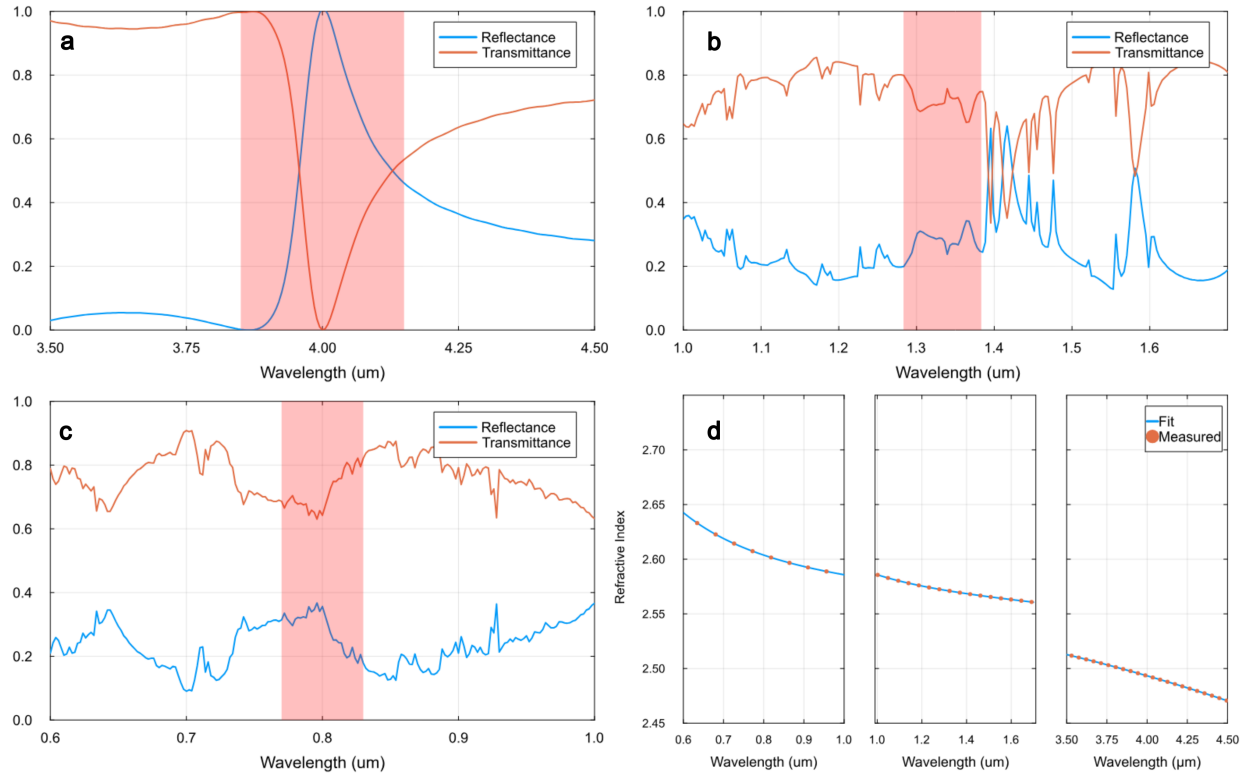 a
Reflectance
Transmittance
1.0
0.8
0.6
0.4
0.2
0.0
3.50
3.75
4.00
4.25
4.50
Wavelength (um)
b
Reflectance
Transmittance
1.0
0.8
0.6
0.4
0.2
0.0
1.0
1.1
1.2
1.3
1.4
1.5
1.6
Wavelength (um)
c
Reflectance
Transmittance
1.0
0.8
0.6
0.4
0.2
0.0
0.6
0.7
0.8
0.9
1.0
Wavelength (um)
d
Fit
Measured
Refractive Index
2.70
2.65
2.60
2.55
2.50
2.45
0.6
0.7
0.8
0.9
1.0
Wavelength (um)
1.0
1.2
1.4
1.6
Wavelength (um)
3.50
3.75
4.00
4.25
4.50
Wavelength (μm)